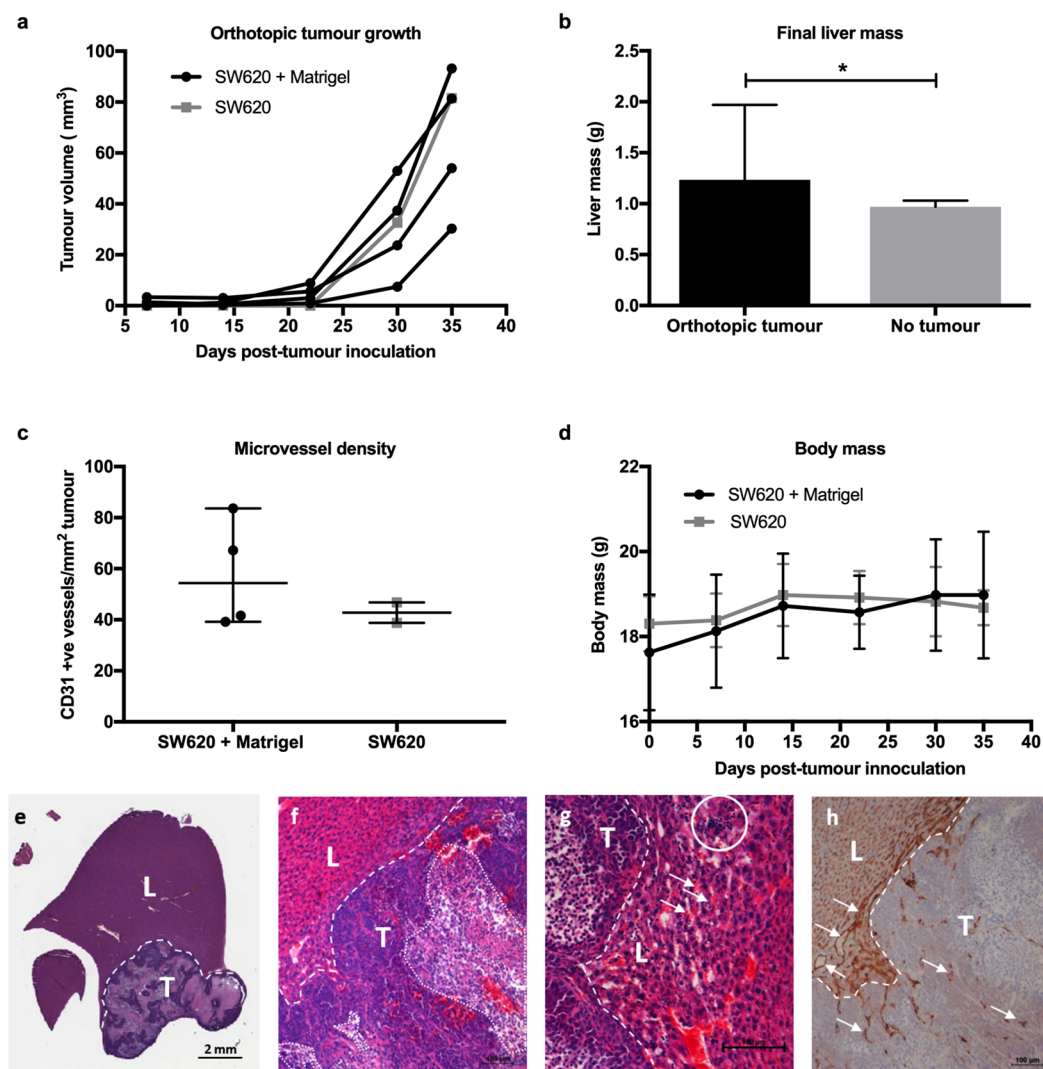 a
Orthotopic tumour growth
Tumour volume ( mm³)
100
80
60
40
20
0
SW620 + Matrigel
SW620
5 10 15 20 25 30 35 40
Days post-tumour inoculation
b
Final liver mass
Liver mass (g)
2.5
2.0
1.5
1.0
0.5
0.0
*
Orthotopic tumour No tumour
c
Microvessel density
CD31 +ve vessels/mm² tumour
100
80
60
40
20
0
SW620 + Matrigel SW620
d
Body mass
Body mass (g)
22
20
18
16
SW620 + Matrigel
SW620
0 5 10 15 20 25 30 35 40
Days post-tumour innoculation
e
L
T
2 mm
f
L
T
g
T
L
h
L
T
100 µm